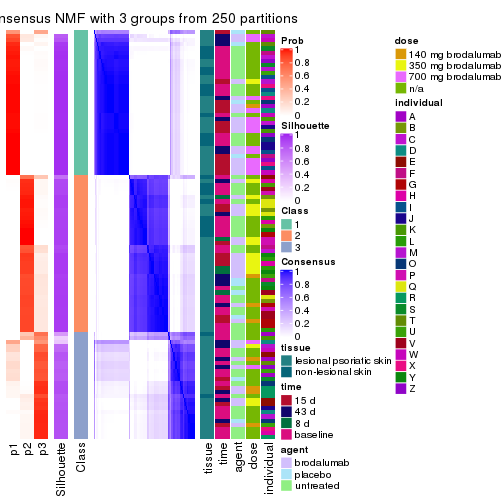 nsensus NMF with 3 groups from 250 partitions
Prob
1
0.8
0.6
0.4
0.2
0
Silhouette
1
0.8
0.6
0.4
0.2
0
Class
1
2
3
Consensus
1
0.8
0.6
0.4
0.2
0
tissue
lesional psoriatic skin
non-lesional skin
time
15 d
43 d
8 d
baseline
agent
brodalumab
placebo
untreated
dose
140 mg brodalumab
350 mg brodalumab
700 mg brodalumab
n/a
individual
A
B
C
D
E
F
G
H
I
J
K
L
M
O
P
Q
R
S
T
U
V
W
X
Y
Z
p1
p2
p3
Silhouette
Class
tissue
time
agent
dose
individual